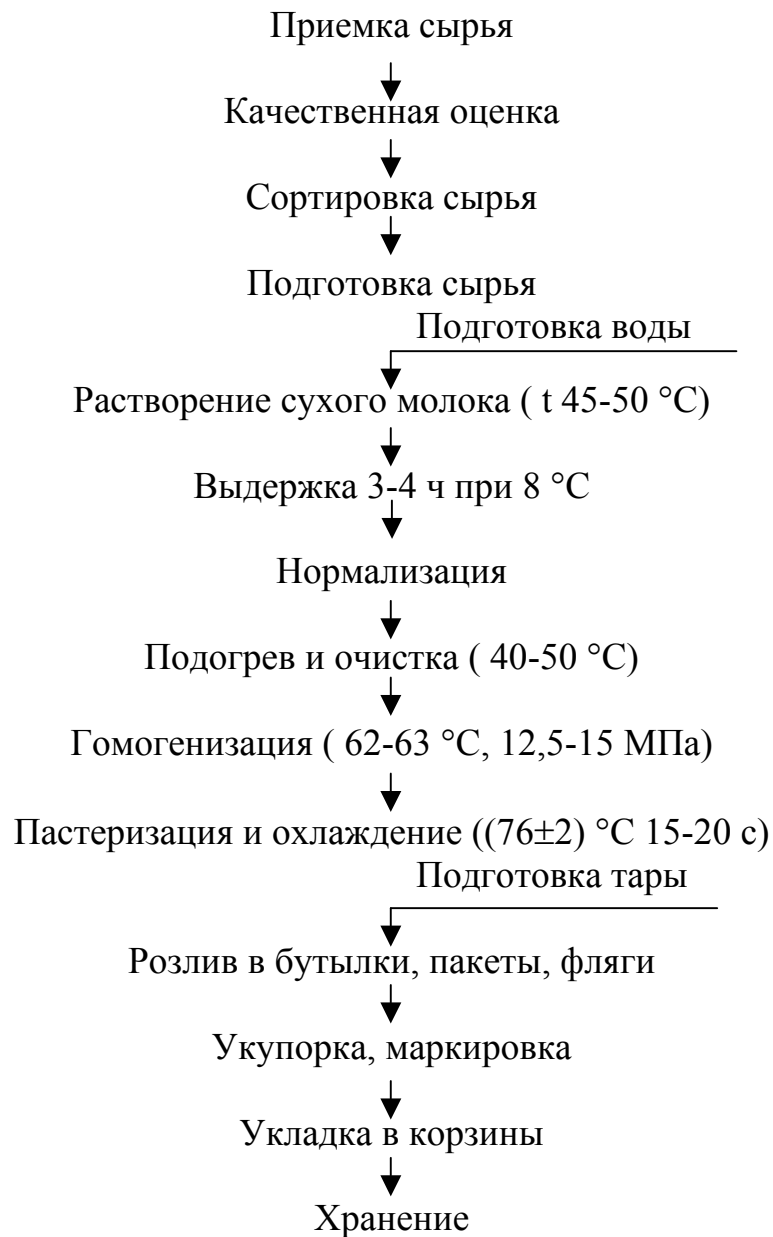 Приемка сырья
Качественная оценка
Сортировка сырья
Подготовка сырья
Подготовка воды
Растворение сухого молока ( t 45-50 °С)
Выдержка 3-4 ч при 8 °С
Нормализация
Подогрев и очистка ( 40-50 °С)
Гомогенизация ( 62-63 °С, 12,5-15 МПа)
Пастеризация и охлаждение ((76±2) °С 15-20 с)
Подготовка тары
Розлив в бутылки, пакеты, фляги
Укупорка, маркировка
Укладка в корзины
Хранение